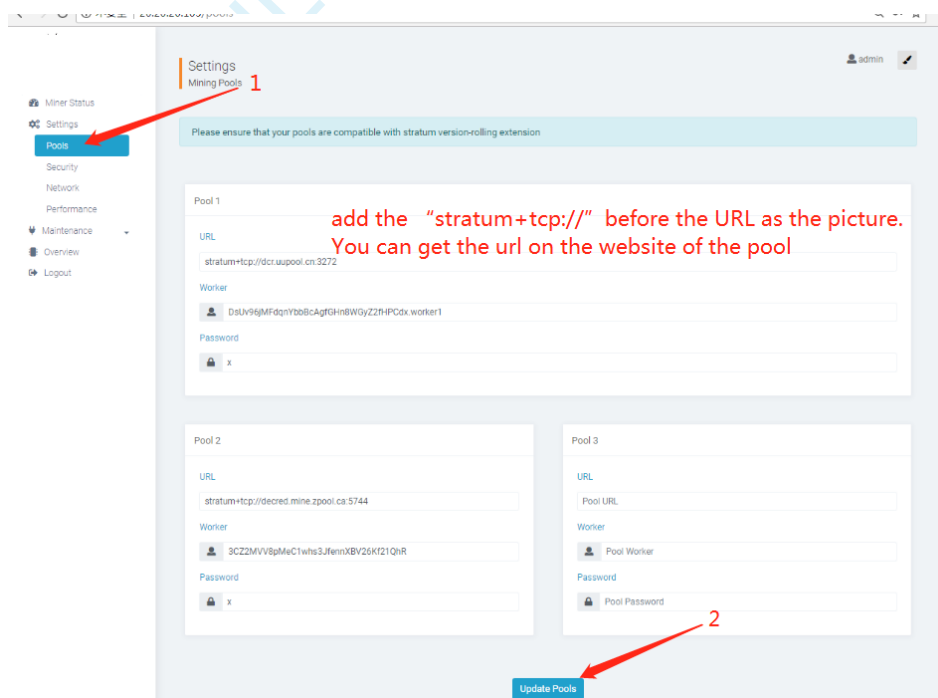 Settings
Mining Pools
1
admin
Miner Status
Settings
Pools
Security
Network
Performance
Maintenance
Overview
Logout
Please ensure that your pools are compatible with stratum version-rolling extension
Pool 1
add the “stratum+tcp://” before the URL as the picture.
You can get the url on the website of the pool
URL
stratum+tcp://dcr.uupool.cn:3272
Worker
DsUv96jMFdqnYbbBcAgfGHn8WGyZ2fHPCdx.worker1
Password
x
Pool 2
URL
stratum+tcp://decred.mine.zpool.ca:5744
Worker
3CZ2MVV8pMeC1whs3JfennXBV26Kf21QhR
Password
x
Pool 3
URL
Pool URL
Worker
Pool Worker
Password
Pool Password
2
Update Pools